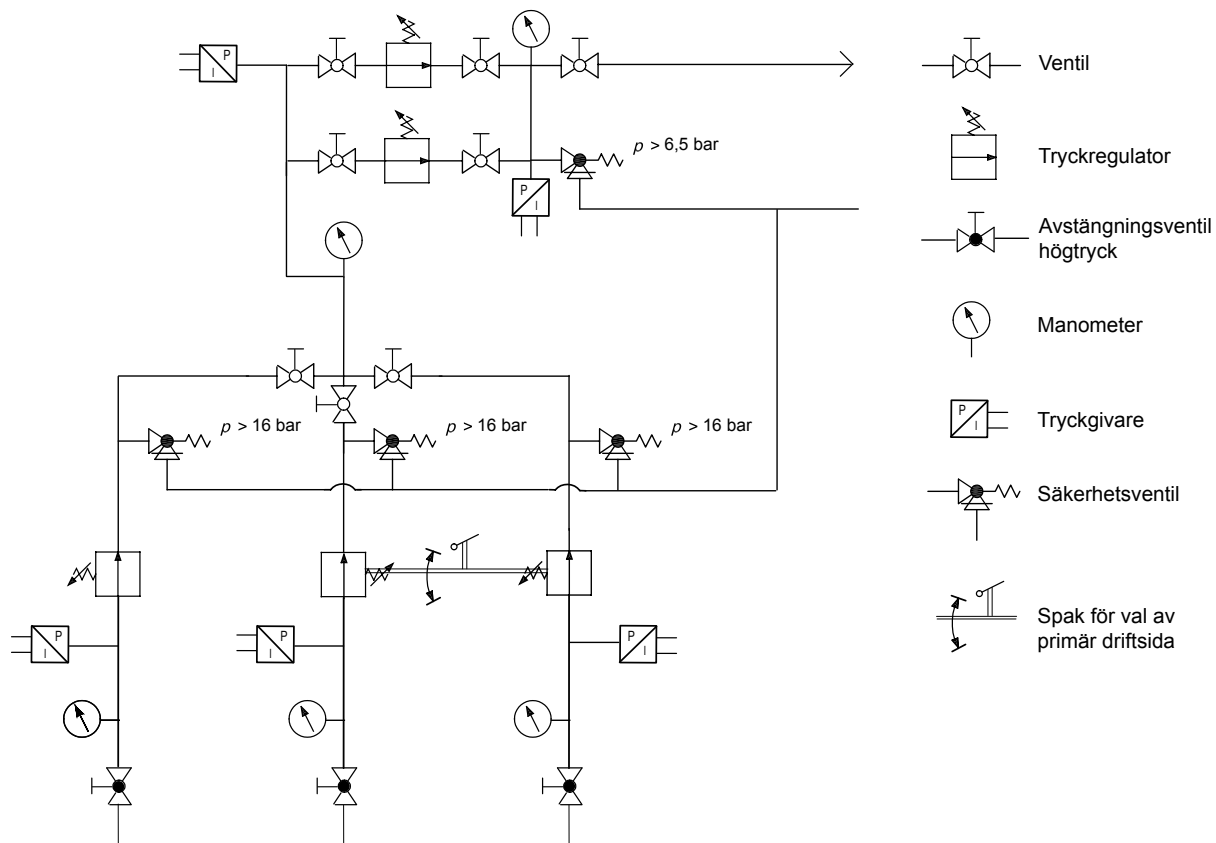 P
I
Ventil
p > 6,5 bar
Tryckregulator
P
I
Avstängningsventil
högtryck
Manometer
p > 16 bar
p > 16 bar
p > 16 bar
P
I
Tryckgivare
Säkerhetsventil
P
I
P
I
P
I
Spak för val av
primär driftsida